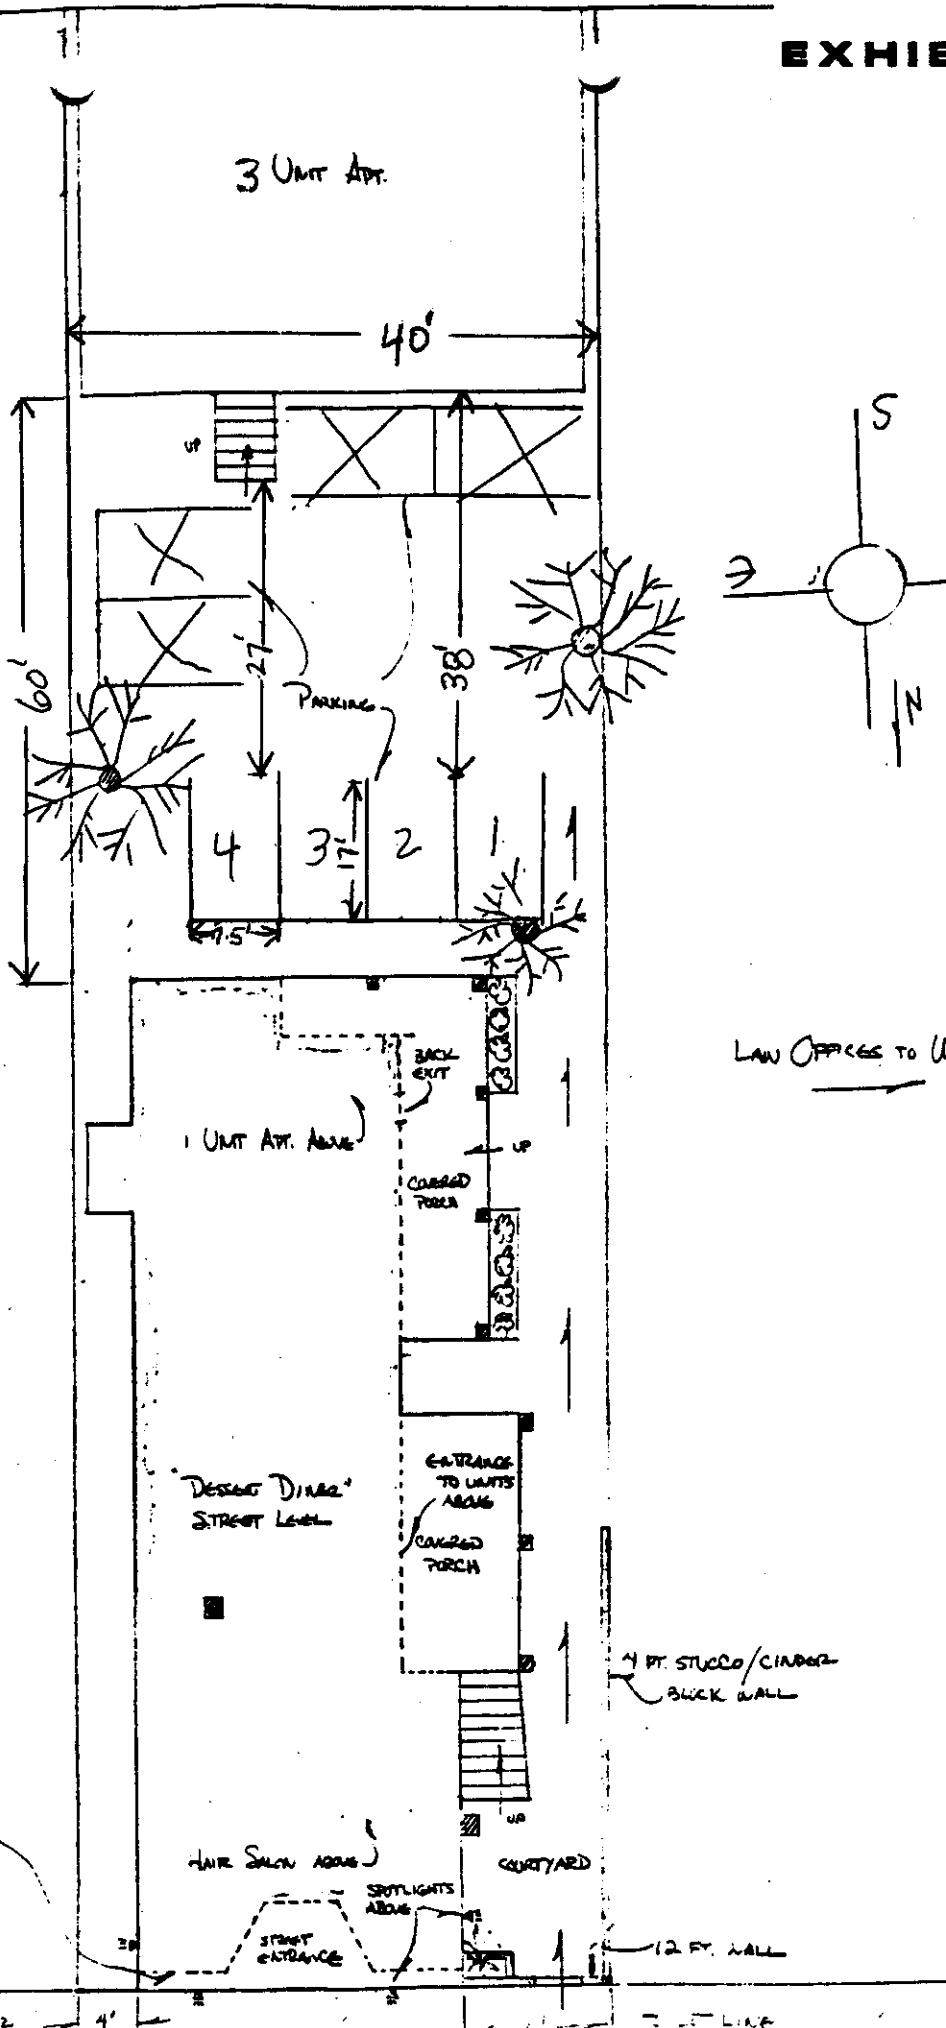 EXHIB
3 UNIT APT.
40'
S
UP
E
27'
38'
60'
N
PARKING
4
3
17'
2
1
7.5'
LAW OFFICES TO W
BACK
EXIT
1 UNIT APT. ABOVE
UP
COVERED
PORCH
ENTRANCE
TO UNITS
ABOVE
"DESSERT DINER"
STREET LEVEL
COVERED
PORCH
4 FT. STUCCO/CINDER
BLOCK WALL
UP
HAIR SALON ABOVE
COURTYARD
SPOTLIGHTS
ABOVE
STREET
ENTRANCE
12 FT. WALL
4'
LINE